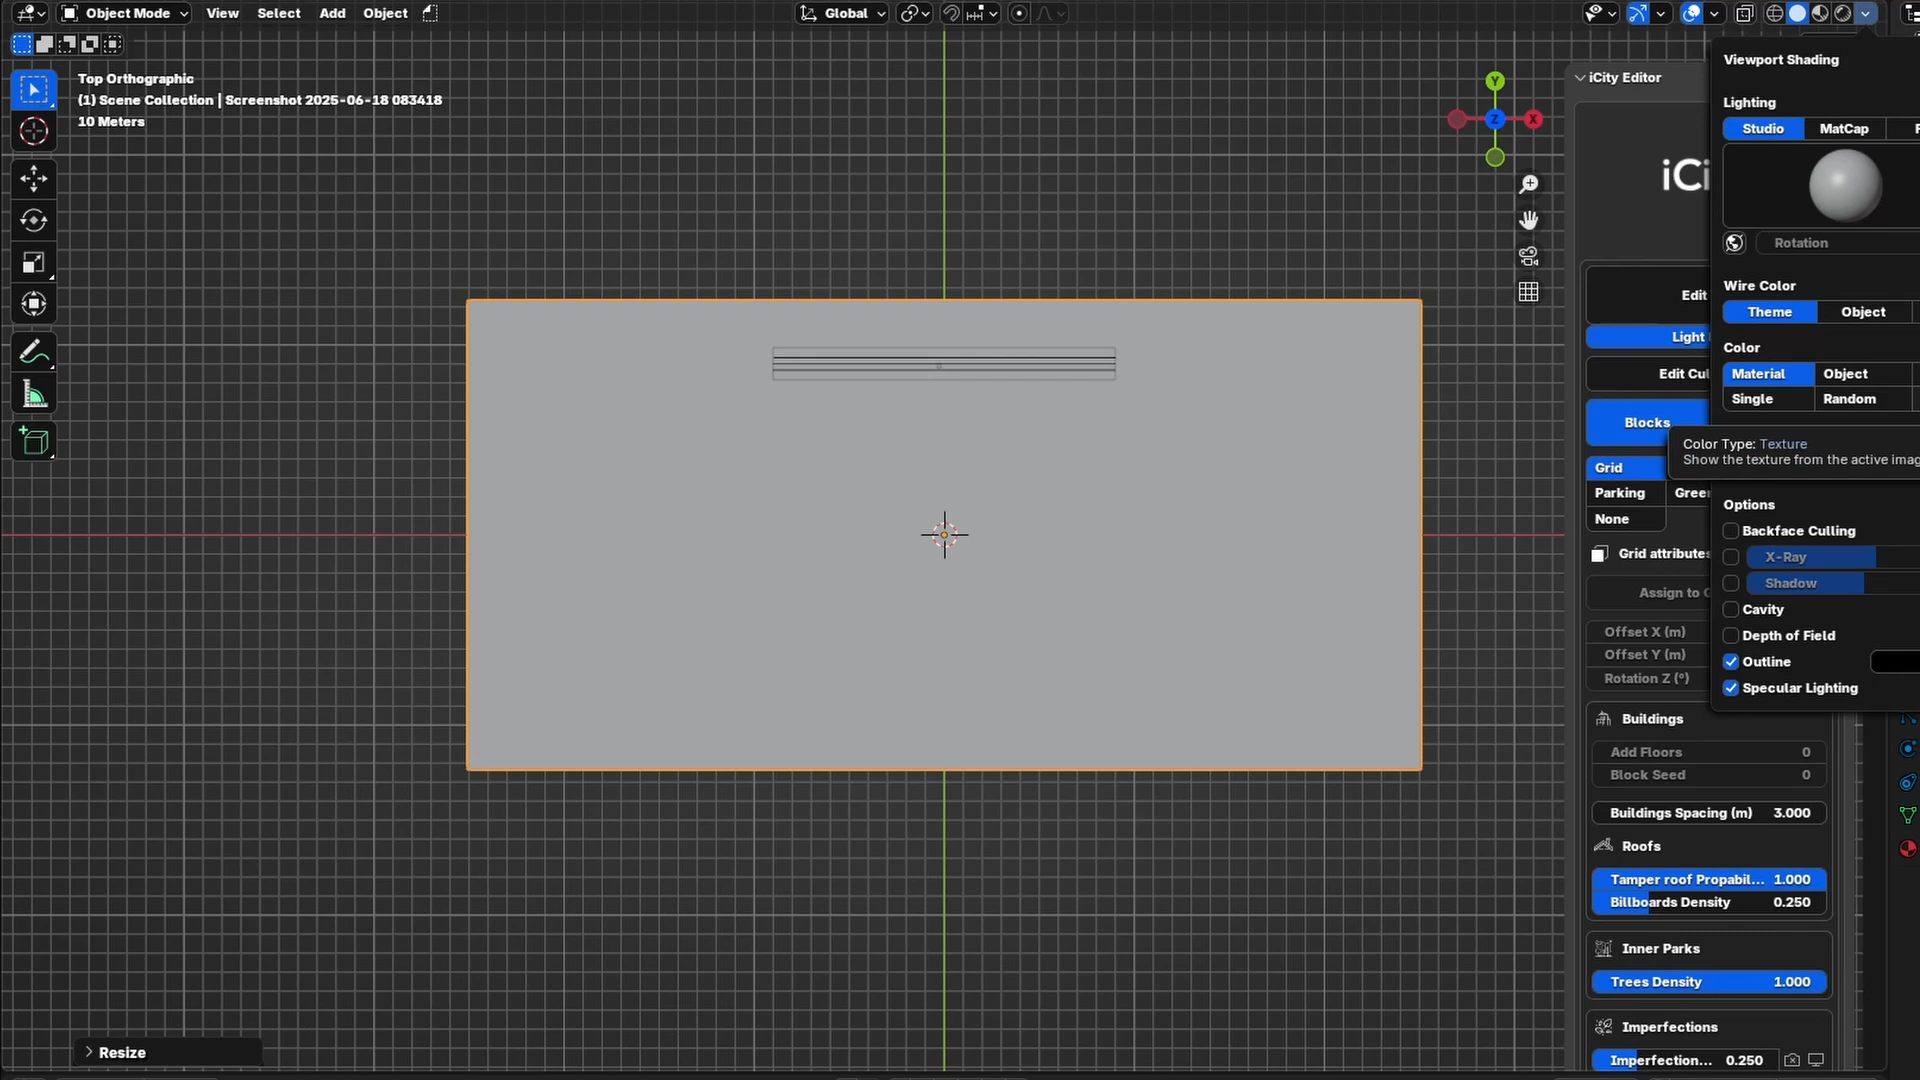 Object Mode View Select Add Object Global
Top Orthographic
(1) Scene Collection | Screenshot 2025-06-18 083418
10 Meters
Y
Z
X
Resize
iCity Editor
iCi
Edit
Light
Edit Cu
Blocks
Grid
Parking Gree
None
Grid attributes
Assign to
Offset X (m)
Offset Y (m)
Rotation Z (°)
Buildings
Add Floors 0
Block Seed 0
Buildings Spacing (m) 3.000
Roofs
Tamper roof Propabil... 1.000
Billboards Density 0.250
Inner Parks
Trees Density 1.000
Imperfections
Imperfection... 0.250
Viewport Shading
Lighting
Studio MatCap
Rotation
Wire Color
Theme Object
Color
Material Object
Single Random
Color Type: Texture
Show the texture from the active imag
Options
Backface Culling
X-Ray
Shadow
Cavity
Depth of Field
Outline
Specular Lighting